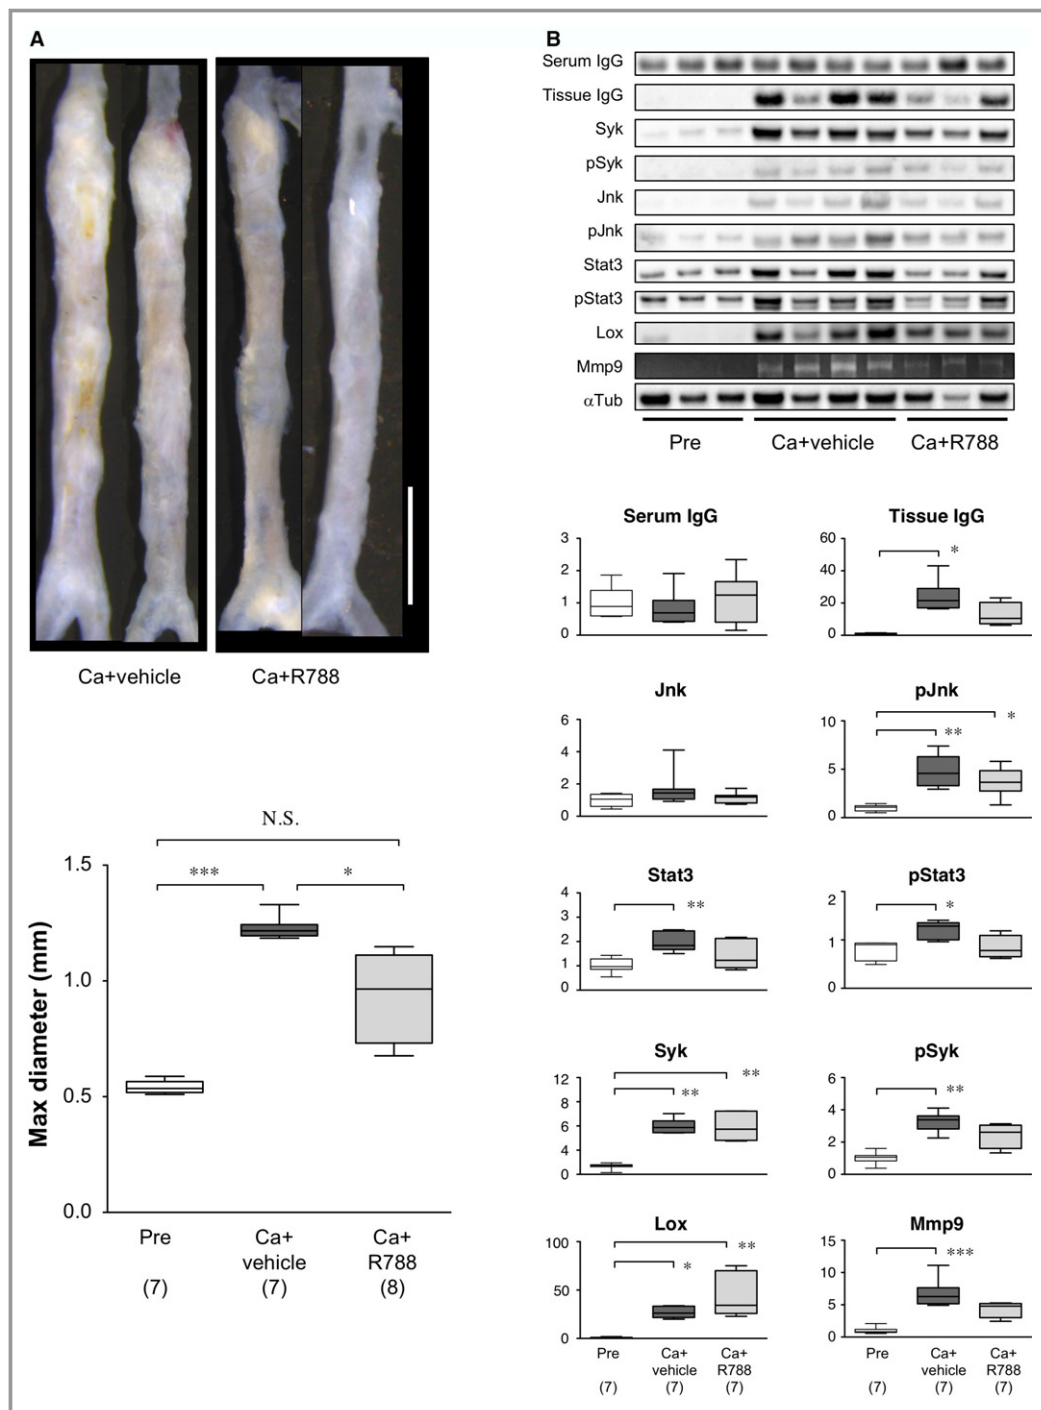 A
Ca+vehicle
Ca+R788
N.S.
***
*
Max diameter (mm)
1.5
1.0
0.5
0.0
Pre
Ca+
vehicle
Ca+
R788
(7)
(7)
(8)
B
Serum IgG
Tissue IgG
Syk
pSyk
Jnk
pJnk
Stat3
pStat3
Lox
Mmp9
αTub
Pre
Ca+vehicle
Ca+R788
Serum IgG
3
2
1
0
Tissue IgG
60
40
20
0
*
Jnk
6
4
2
0
pJnk
10
5
0
**
*
Stat3
4
3
2
1
0
**
pStat3
2
1
0
*
Syk
12
6
0
**
**
pSyk
6
4
2
0
**
Lox
100
50
0
*
**
Pre
Ca+
vehicle
Ca+
R788
(7)
(7)
(7)
Mmp9
15
10
5
0
***
Pre
Ca+
vehicle
Ca+
R788
(7)
(7)
(7)